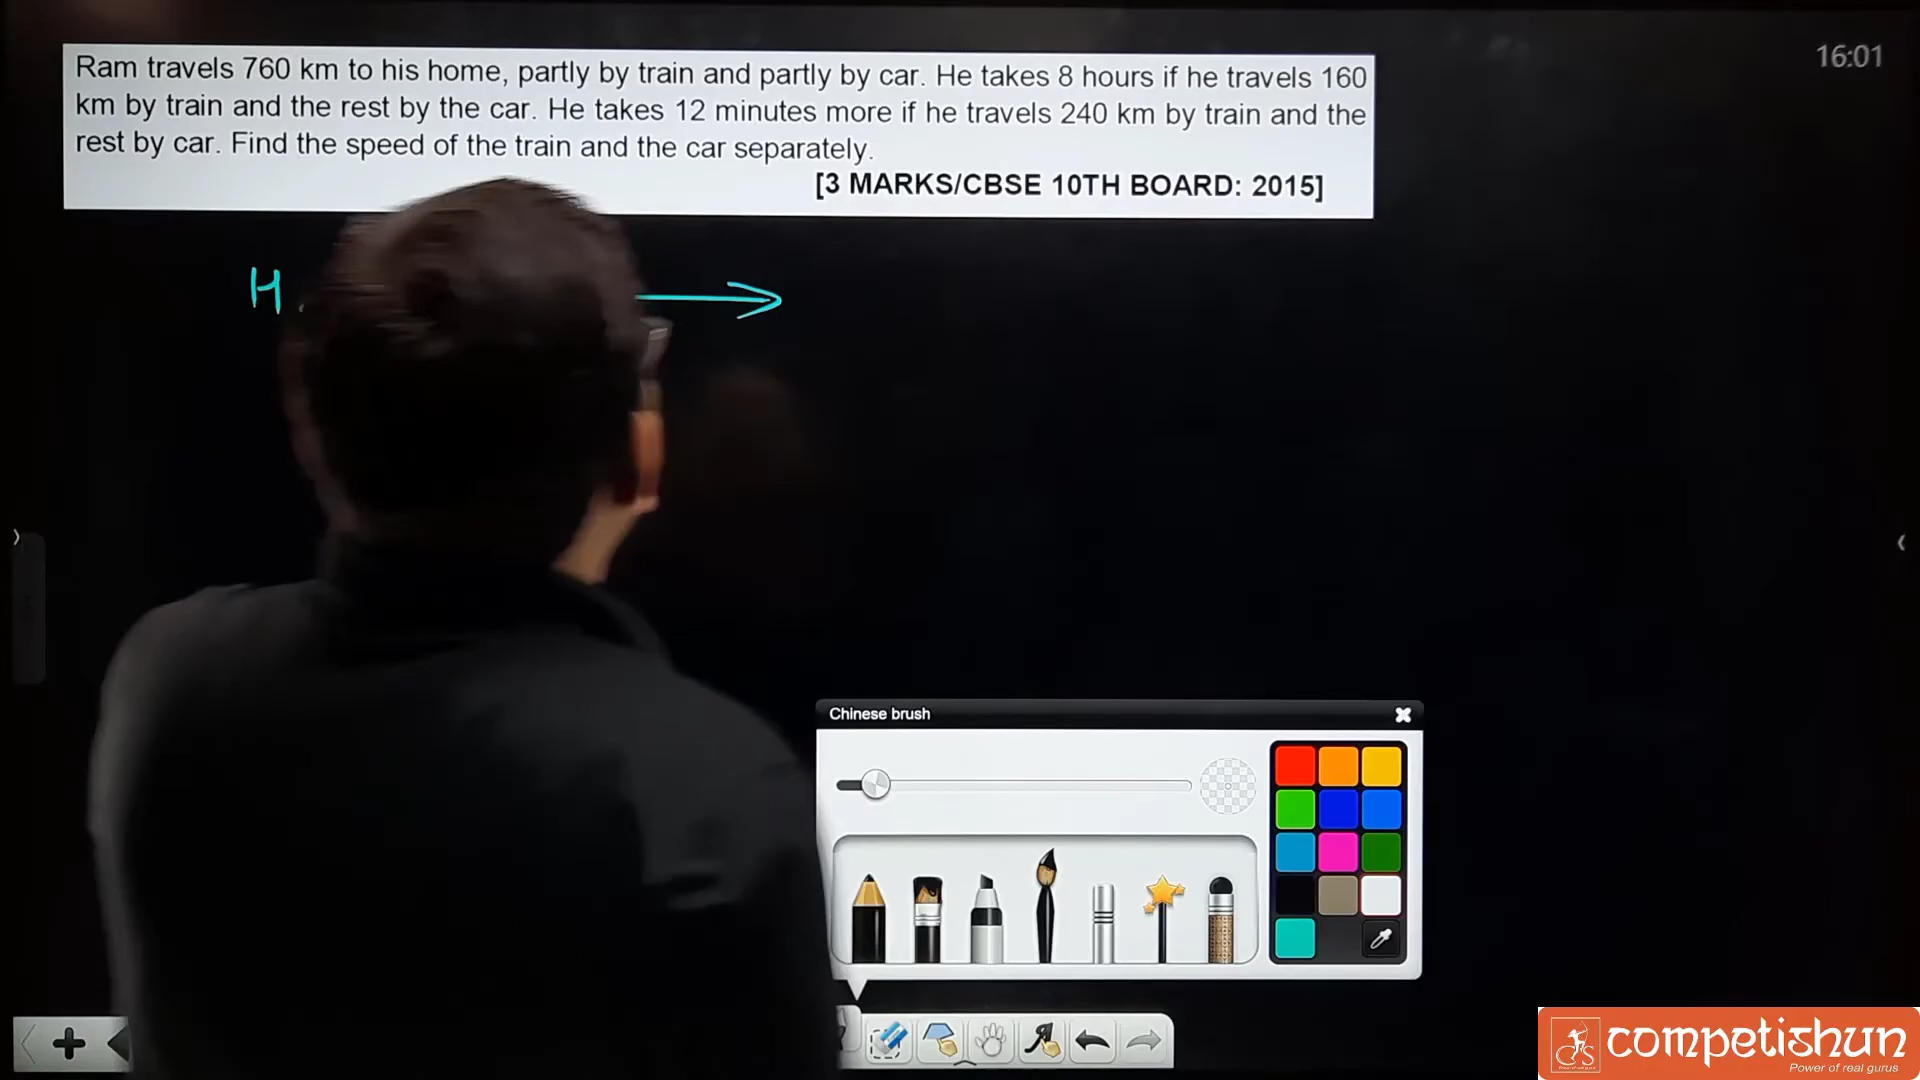 16:01
Ram travels 760 km to his home, partly by train and partly by car. He takes 8 hours if he travels 160
km by train and the rest by the car. He takes 12 minutes more if he travels 240 km by train and the
rest by car. Find the speed of the train and the car separately.
[3 MARKS/CBSE 10TH BOARD: 2015]
H
Chinese brush
competishun
Power of real gurus